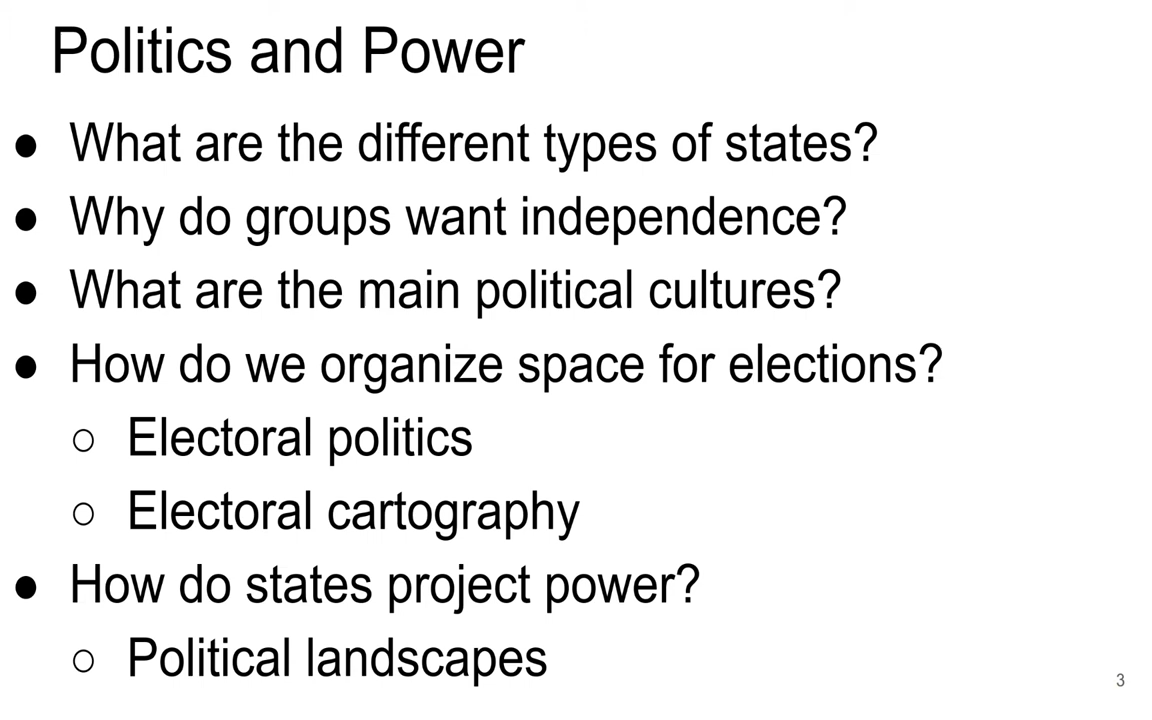 Politics and Power
● What are the different types of states?
● Why do groups want independence?
● What are the main political cultures?
● How do we organize space for elections?
○ Electoral politics
○ Electoral cartography
● How do states project power?
○ Political landscapes
3